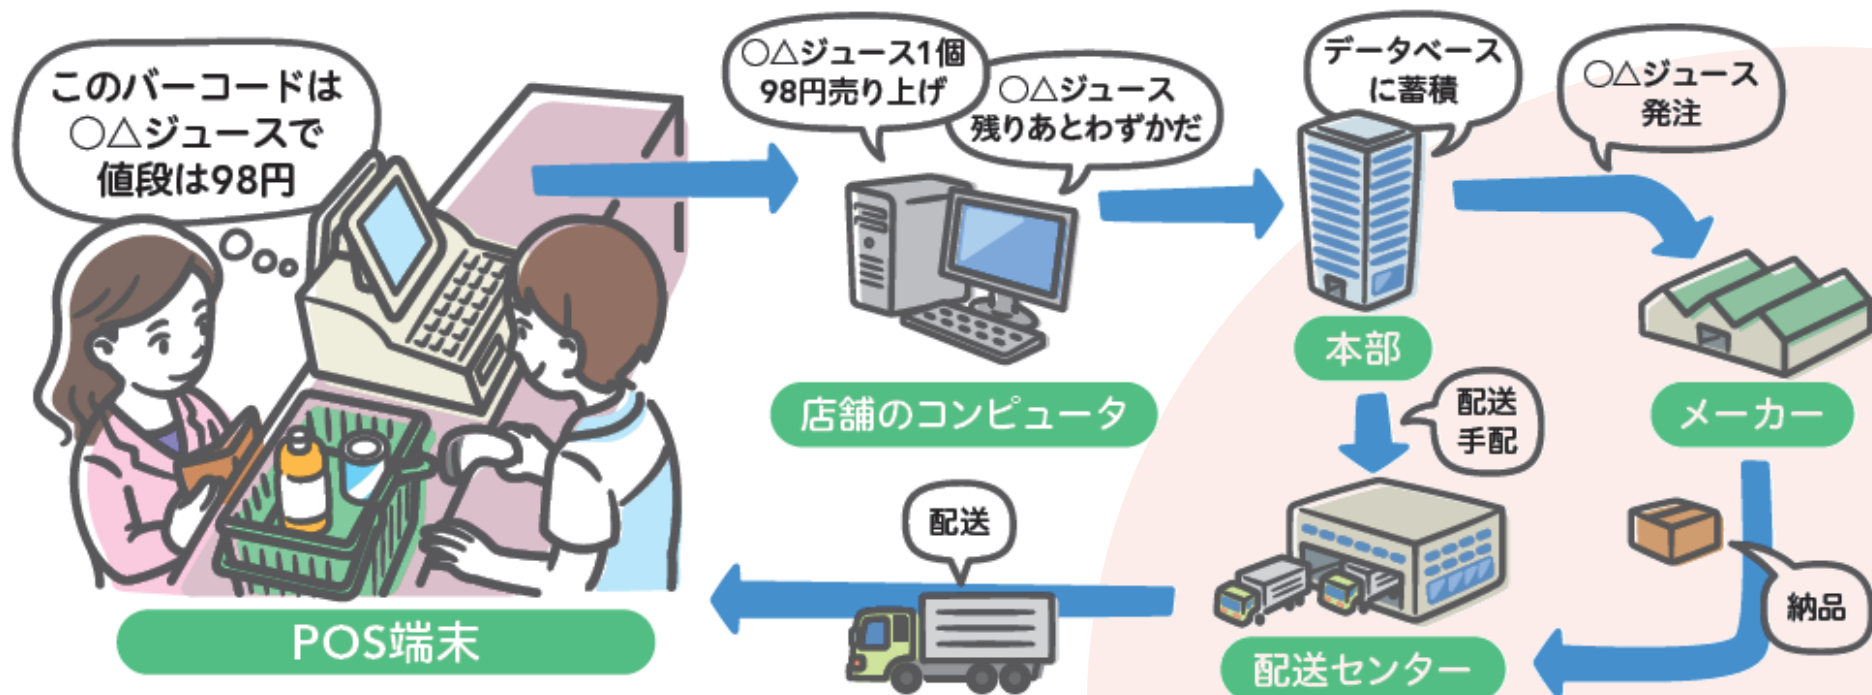 このバーコードは
○△ジュースで
値段は98円
○△ジュース1個
98円売り上げ
○△ジュース
残りあとわずかだ
データベース
に蓄積
○△ジュース
発注
本部
店舗のコンピュータ
配送
手配
メーカー
配送
納品
POS端末
配送センター